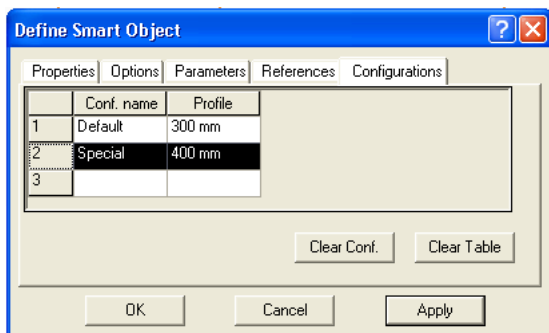 Define Smart Object
Properties Options Parameters References Configurations
Conf. name Profile
1 Default 300 mm
2 Special 400 mm
3
Clear Conf. Clear Table
OK Cancel Apply